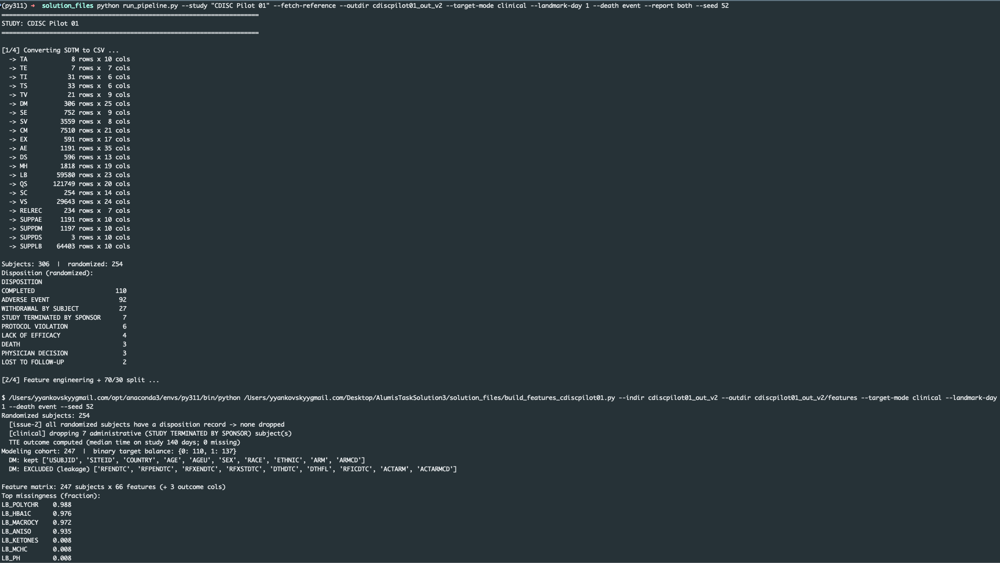 (py311) → solution_files python run_pipeline.py --study "CDISC Pilot 01" --fetch-reference --outdir cdiscpilot01_out_v2 --target-mode clinical --landmark-day 1 --death event --report both --seed 52
======================================================================
STUDY: CDISC Pilot 01
======================================================================
[1/4] Converting SDTM to CSV ...
-> TA 8 rows x 10 cols
-> TE 7 rows x 7 cols
-> TI 31 rows x 6 cols
-> TS 33 rows x 6 cols
-> TV 21 rows x 9 cols
-> DM 306 rows x 25 cols
-> SE 752 rows x 9 cols
-> SV 3559 rows x 8 cols
-> CM 7510 rows x 21 cols
-> EX 591 rows x 17 cols
-> AE 1191 rows x 35 cols
-> DS 596 rows x 13 cols
-> MH 1818 rows x 19 cols
-> LB 59580 rows x 23 cols
-> QS 121749 rows x 20 cols
-> SC 254 rows x 14 cols
-> VS 29643 rows x 24 cols
-> RELREC 234 rows x 7 cols
-> SUPPAE 1191 rows x 10 cols
-> SUPPDM 1197 rows x 10 cols
-> SUPPDS 3 rows x 10 cols
-> SUPPLB 64403 rows x 10 cols
Subjects: 306 | randomized: 254
Disposition (randomized):
DISPOSITION
COMPLETED 110
ADVERSE EVENT 92
WITHDRAWAL BY SUBJECT 27
STUDY TERMINATED BY SPONSOR 7
PROTOCOL VIOLATION 6
LACK OF EFFICACY 4
DEATH 3
PHYSICIAN DECISION 3
LOST TO FOLLOW-UP 2
[2/4] Feature engineering + 70/30 split ...
$ /Users/yyankovskyygmail.com/opt/anaconda3/envs/py311/bin/python /Users/yyankovskyygmail.com/Desktop/AlumisTaskSolution3/solution_files/build_features_cdiscpilot01.py --indir cdiscpilot01_out_v2 --outdir cdiscpilot01_out_v2/features --target-mode clinical --landmark-day
1 --death event --seed 52
Randomized subjects: 254
[issue-2] all randomized subjects have a disposition record -> none dropped
[clinical] dropping 7 administrative (STUDY TERMINATED BY SPONSOR) subject(s)
TTE outcome computed (median time on study 140 days; 0 missing)
Modeling cohort: 247 | binary target balance: {0: 110, 1: 137}
DM: kept ['USUBJID', 'SITEID', 'COUNTRY', 'AGE', 'AGEU', 'SEX', 'RACE', 'ETHNIC', 'ARM', 'ARMCD']
DM: EXCLUDED (leakage) ['RFENDTC', 'RFPENDTC', 'RFXENDTC', 'RFXSTDTC', 'DTHDTC', 'DTHFL', 'RFICDTC', 'ACTARM', 'ACTARMCD']
Feature matrix: 247 subjects x 66 features (+ 3 outcome cols)
Top missingness (fraction):
LB_POLYCHR 0.988
LB_HBA1C 0.976
LB_MACROCY 0.972
LB_ANISO 0.935
LB_KETONES 0.008
LB_MCHC 0.008
LB_PH 0.008